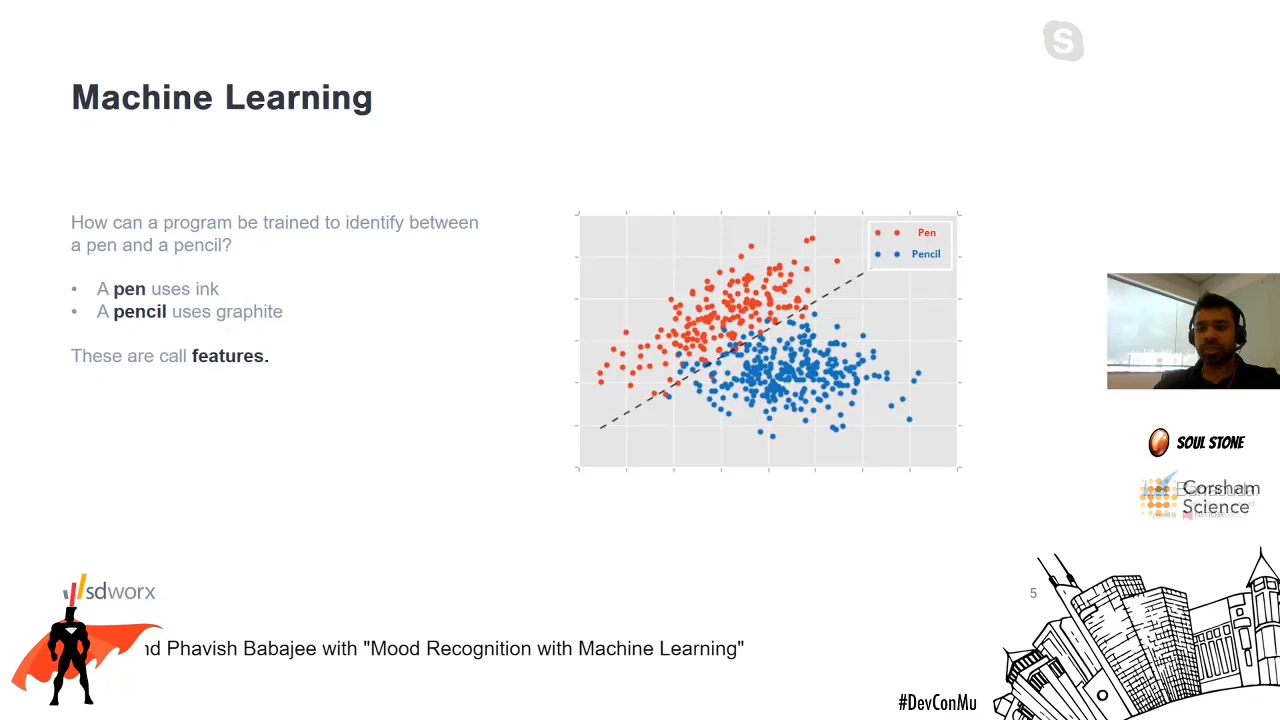 S
Machine Learning
How can a program be trained to identify between
a pen and a pencil?
• A pen uses ink
• A pencil uses graphite
These are call features.
Pen
Pencil
SOUL STONE
Corsham
Science
sdworx
5
nd Phavish Babajee with "Mood Recognition with Machine Learning"
#DevConMu